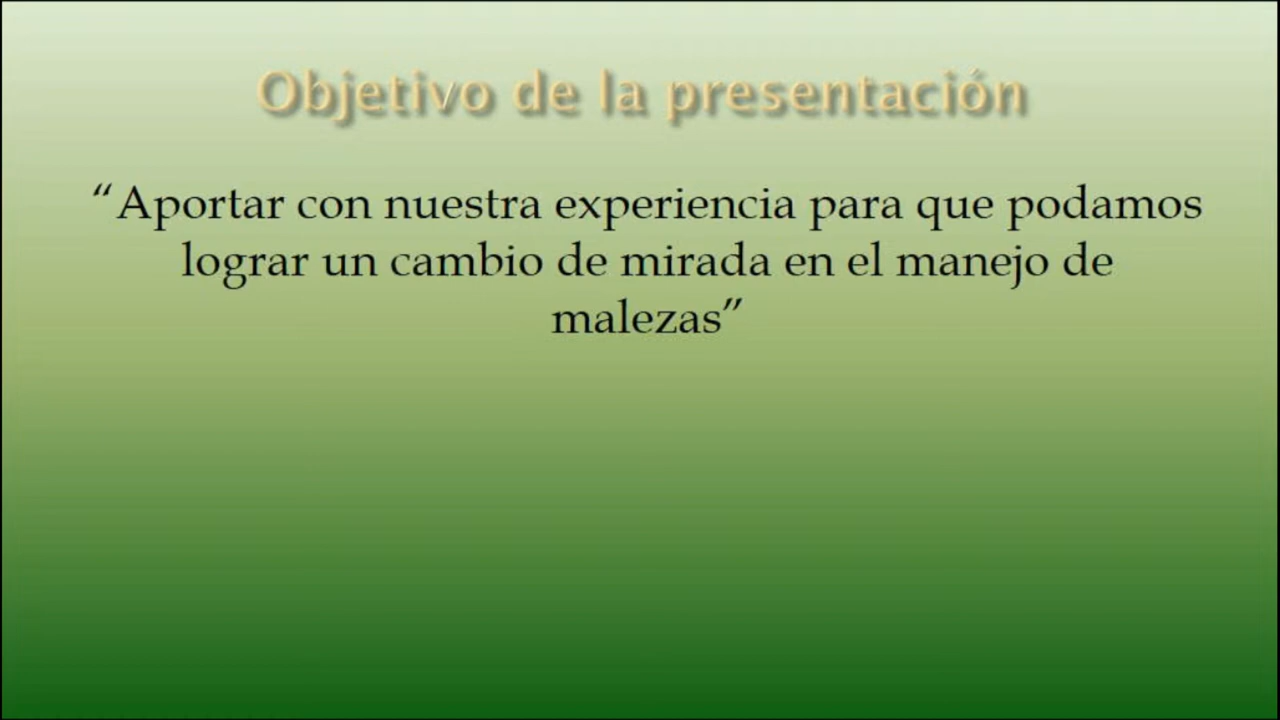 Objetivo de la presentación
“Aportar con nuestra experiencia para que podamos
lograr un cambio de mirada en el manejo de
malezas”